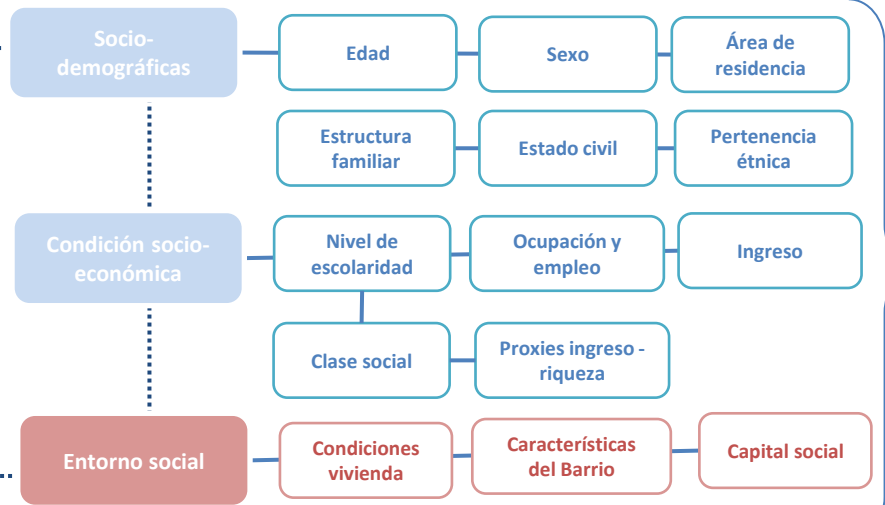 Socio-
demográficas
Edad
Sexo
Área de
residencia
Estructura
familiar
Estado civil
Pertenencia
étnica
Condición socio-
económica
Nivel de
escolaridad
Ocupación y
empleo
Ingreso
Clase social
Proxies ingreso -
riqueza
Entorno social
Condiciones
vivienda
Características
del Barrio
Capital social